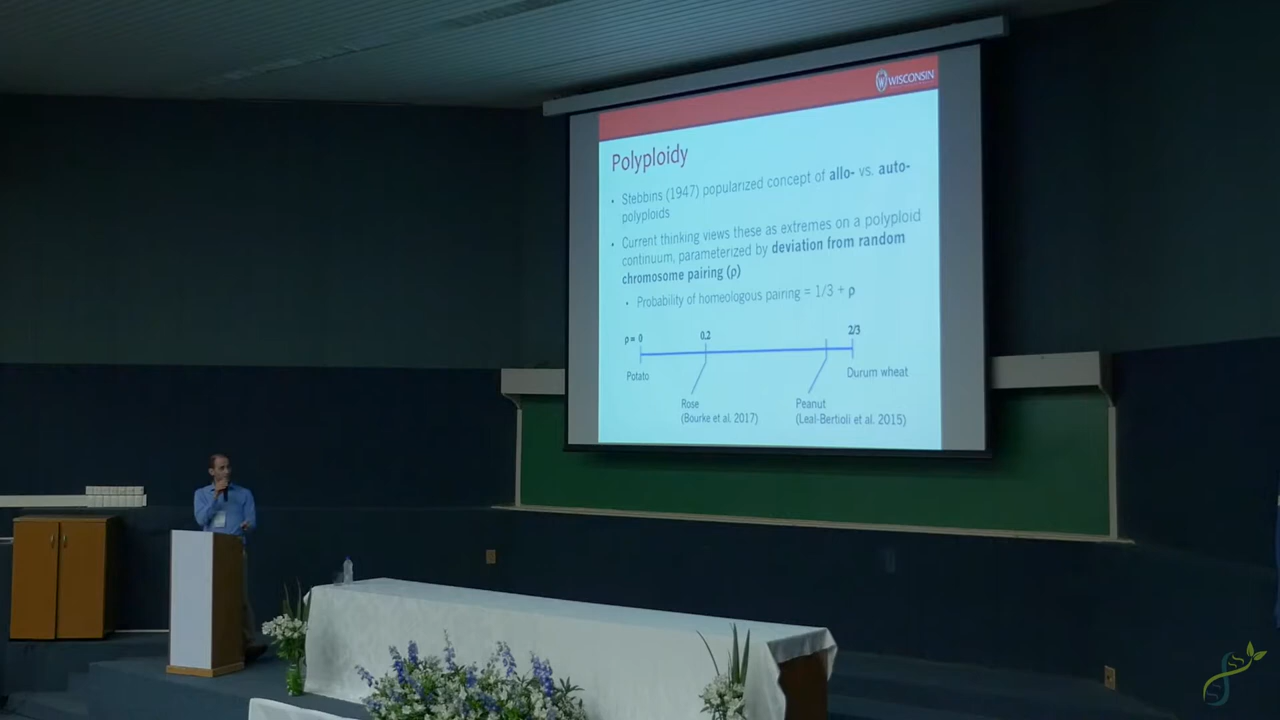 WISCONSIN
Polyploidy
• Stebbins (1947) popularized concept of allo- vs. auto-
polyploids
• Current thinking views these as extremes on a polyploid
continuum, parameterized by deviation from random
chromosome pairing (ρ)
• Probability of homeologous pairing = 1/3 + ρ
ρ = 0 0.2 2/3
Potato Durum wheat
Rose Peanut
(Bourke et al. 2017) (Leal-Bertioli et al. 2015)